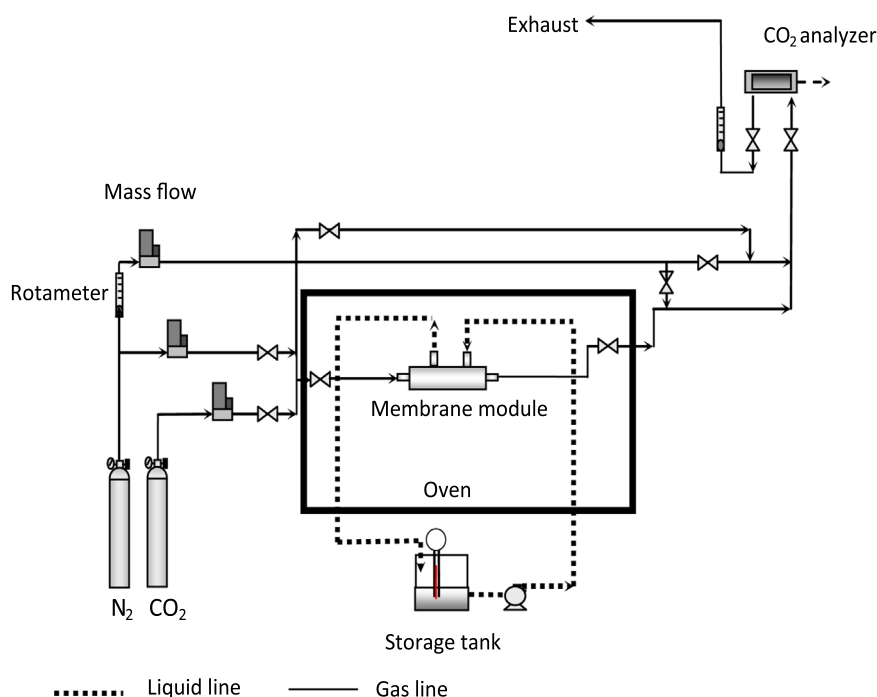 Exhaust
CO2 analyzer
Mass flow
Rotameter
Membrane module
Oven
N2 CO2
Storage tank
Liquid line
Gas line